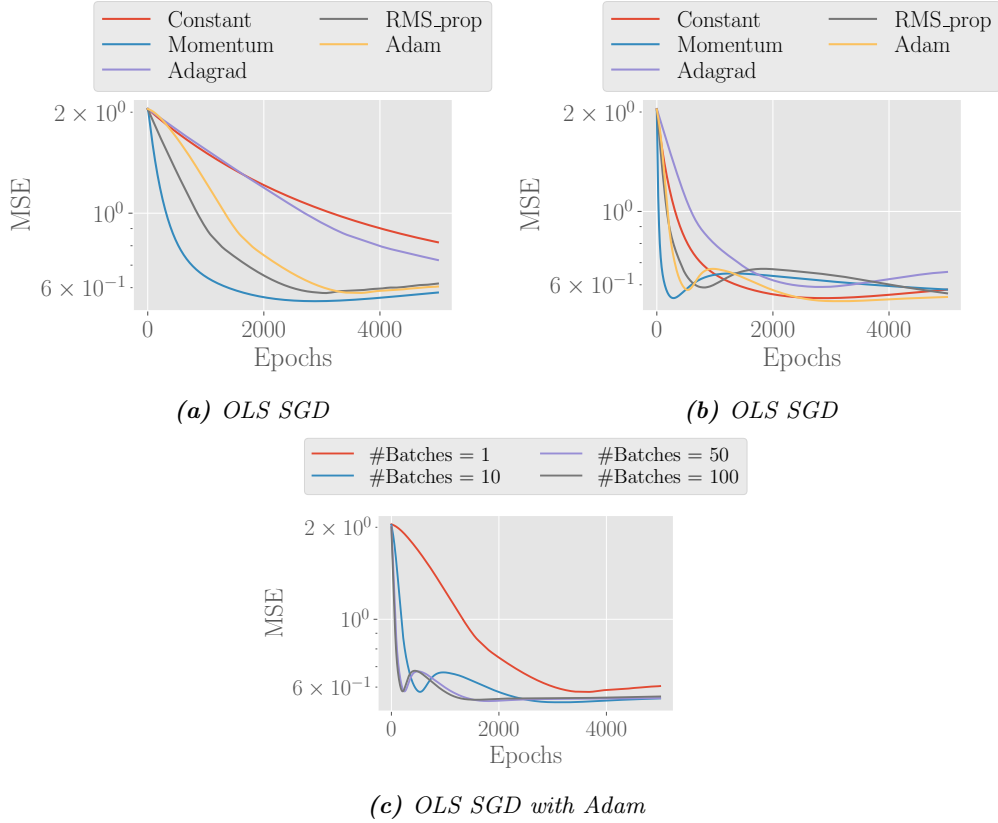 Constant
Momentum
Adagrad
RMS_prop
Adam
2 × 10⁰
10⁰
6 × 10⁻¹
MSE
0
2000
4000
Epochs
(a) OLS SGD
Constant
Momentum
Adagrad
RMS_prop
Adam
2 × 10⁰
10⁰
6 × 10⁻¹
MSE
0
2000
4000
Epochs
(b) OLS SGD
#Batches = 1
#Batches = 10
#Batches = 50
#Batches = 100
2 × 10⁰
10⁰
6 × 10⁻¹
MSE
0
2000
4000
Epochs
(c) OLS SGD with Adam